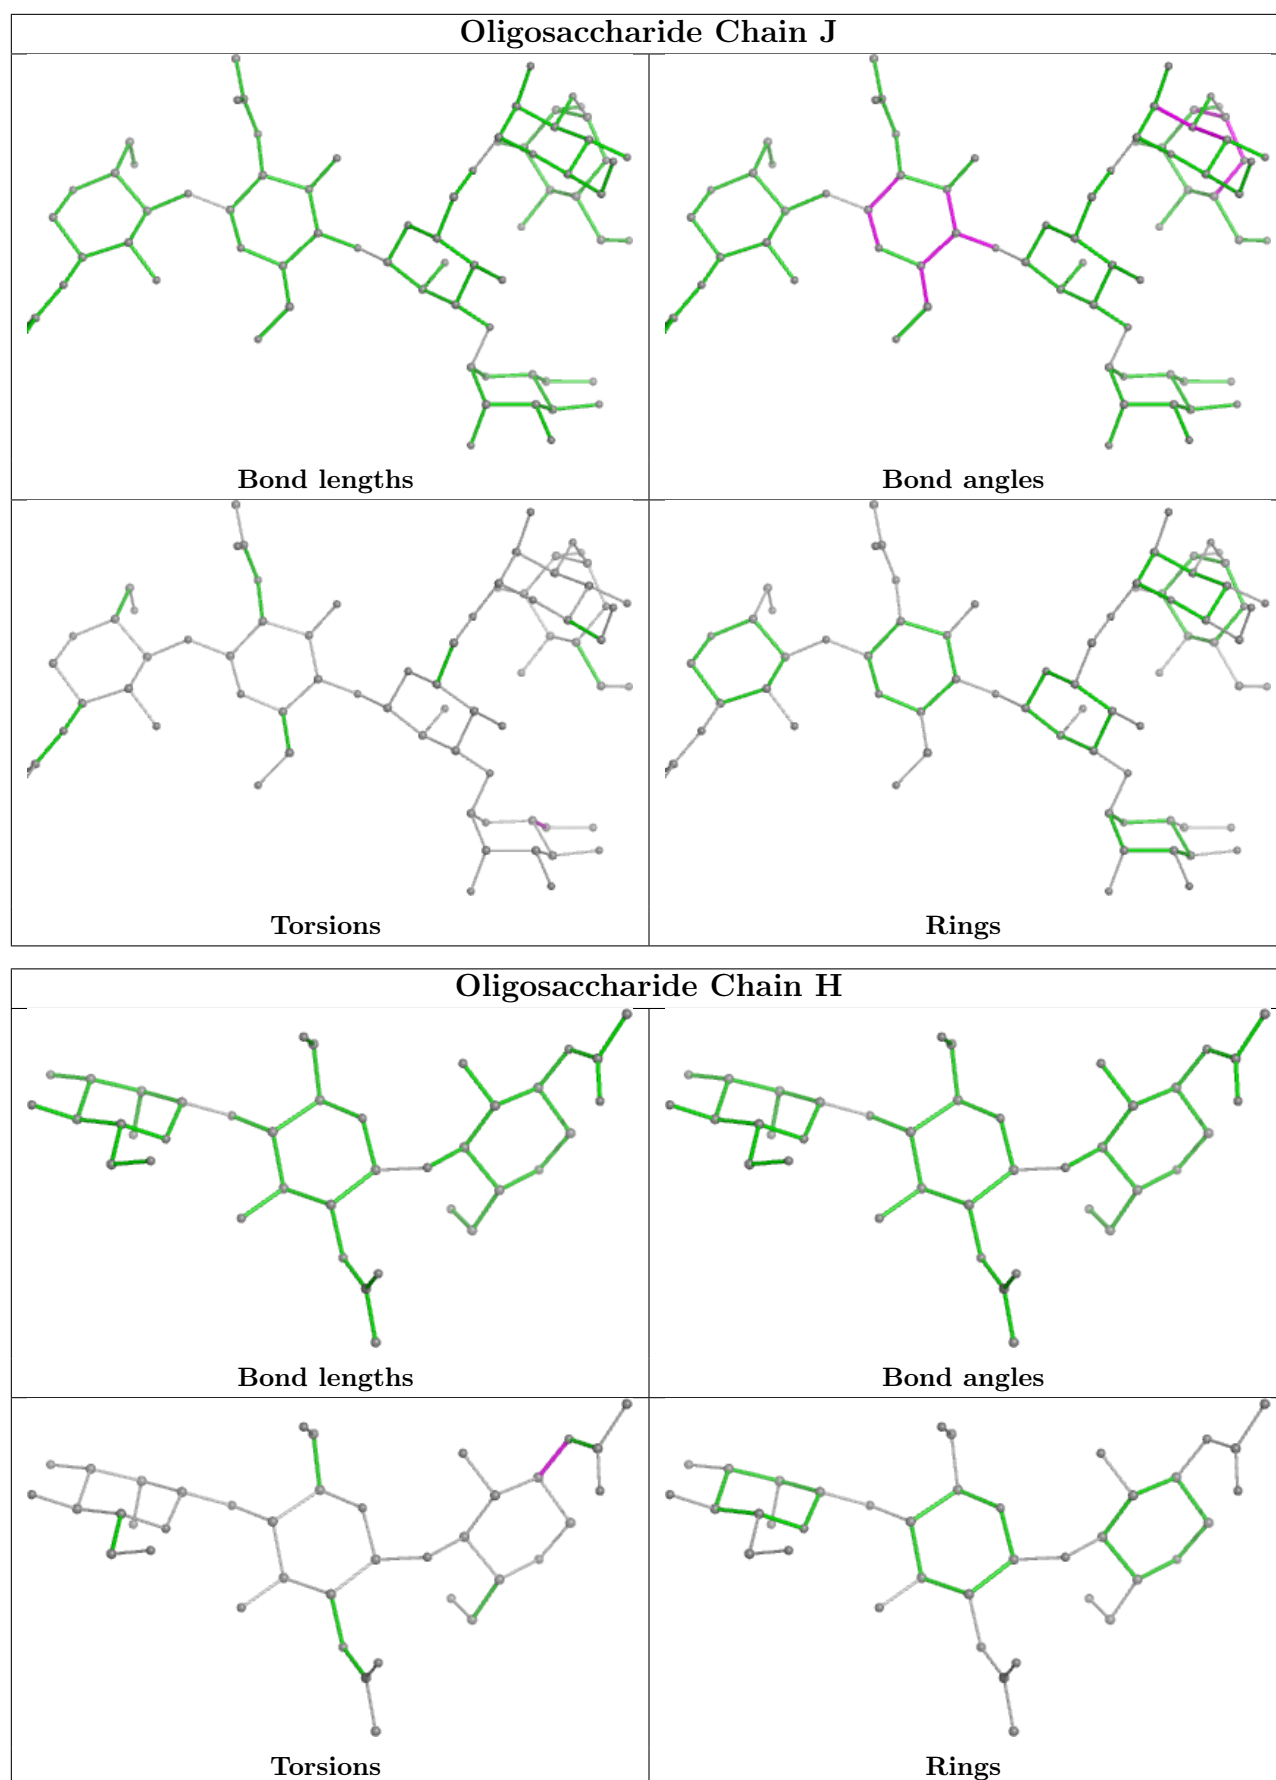 Oligosaccharide Chain J
Bond lengths
Bond angles
Torsions
Rings
Oligosaccharide Chain H
Bond lengths
Bond angles
Torsions
Rings